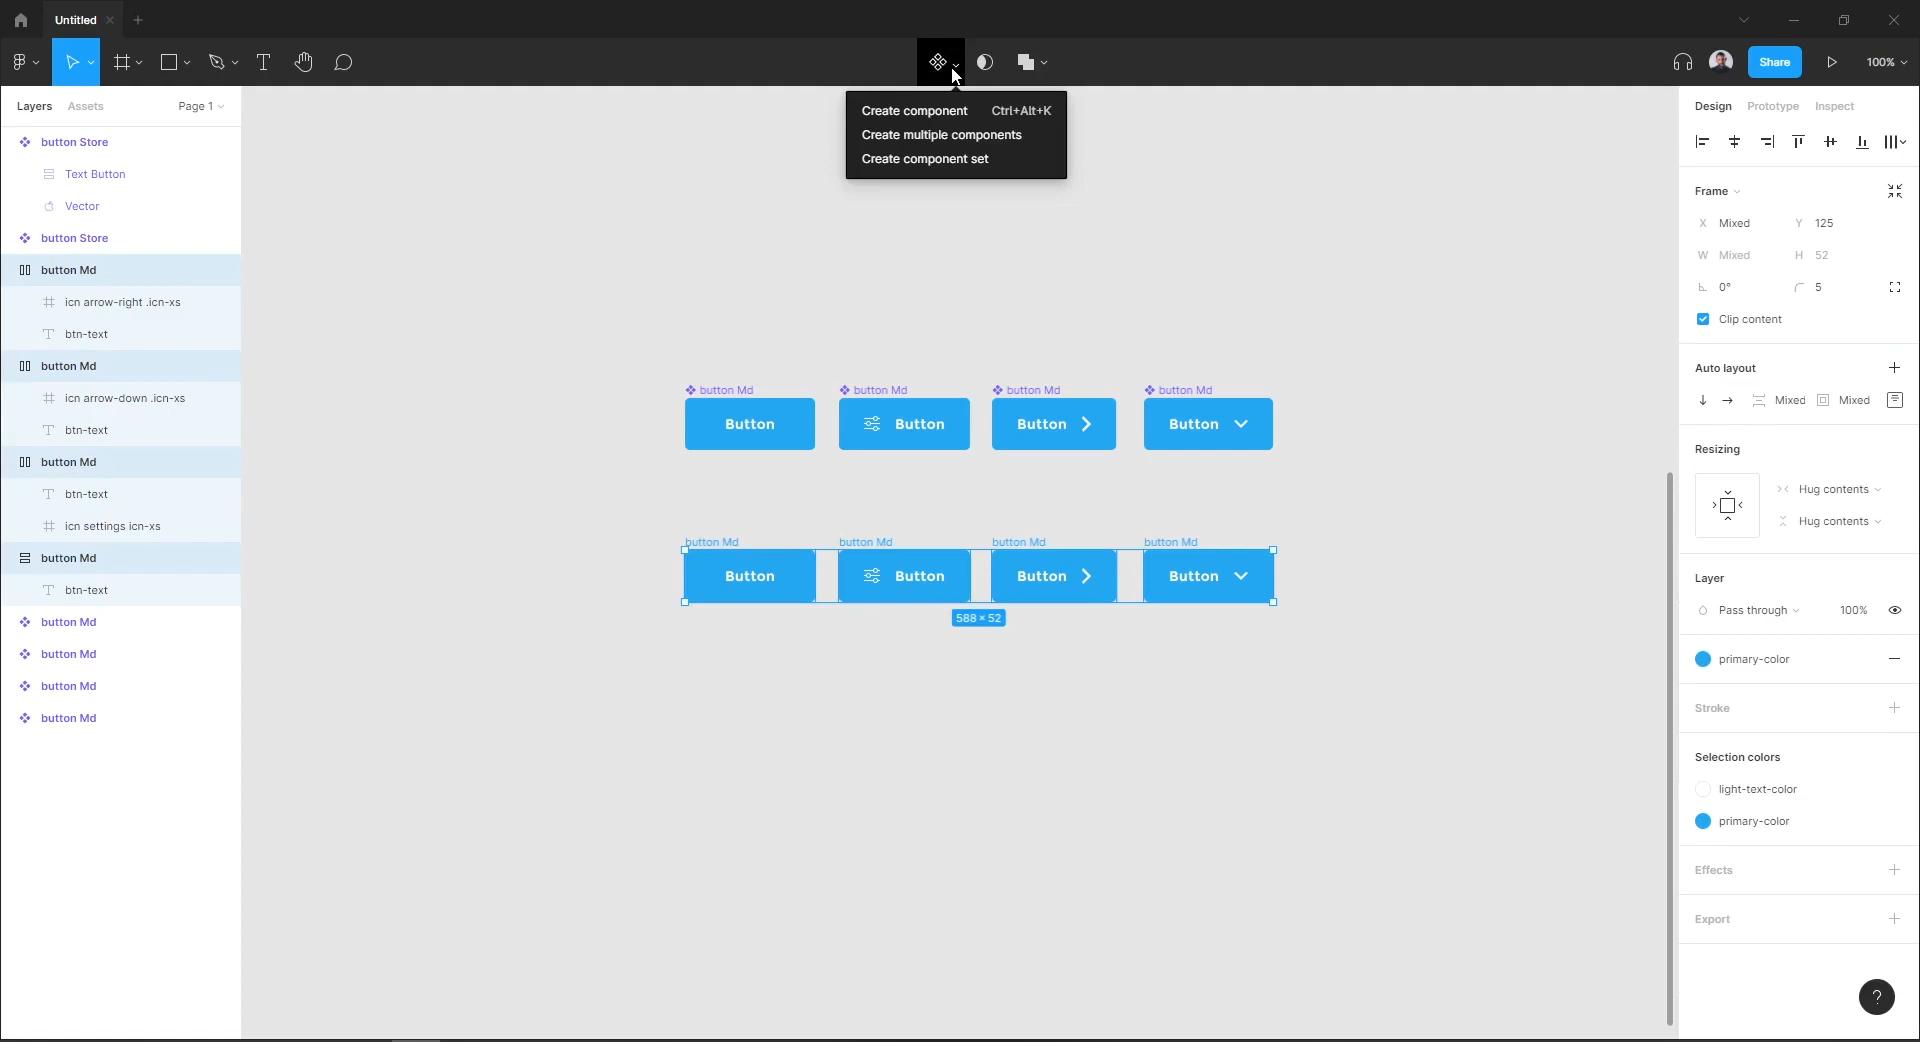 Untitled
Share
100%
Layers
Assets
Page 1
button Store
Text Button
Vector
button Store
button Md
icn arrow-right .icn-xs
btn-text
button Md
icn arrow-down .icn-xs
btn-text
button Md
btn-text
icn settings icn-xs
button Md
btn-text
button Md
button Md
button Md
button Md
Create component Ctrl+Alt+K
Create multiple components
Create component set
button Md button Md button Md button Md
Button Button Button Button
button Md button Md button Md button Md
Button Button Button Button
588 × 52
Design Prototype Inspect
Frame
X Mixed Y 125
W Mixed H 52
0° 5
Clip content
Auto layout
Mixed Mixed
Resizing
Hug contents
Hug contents
Layer
Pass through 100%
primary-color
Stroke
Selection colors
light-text-color
primary-color
Effects
Export
?